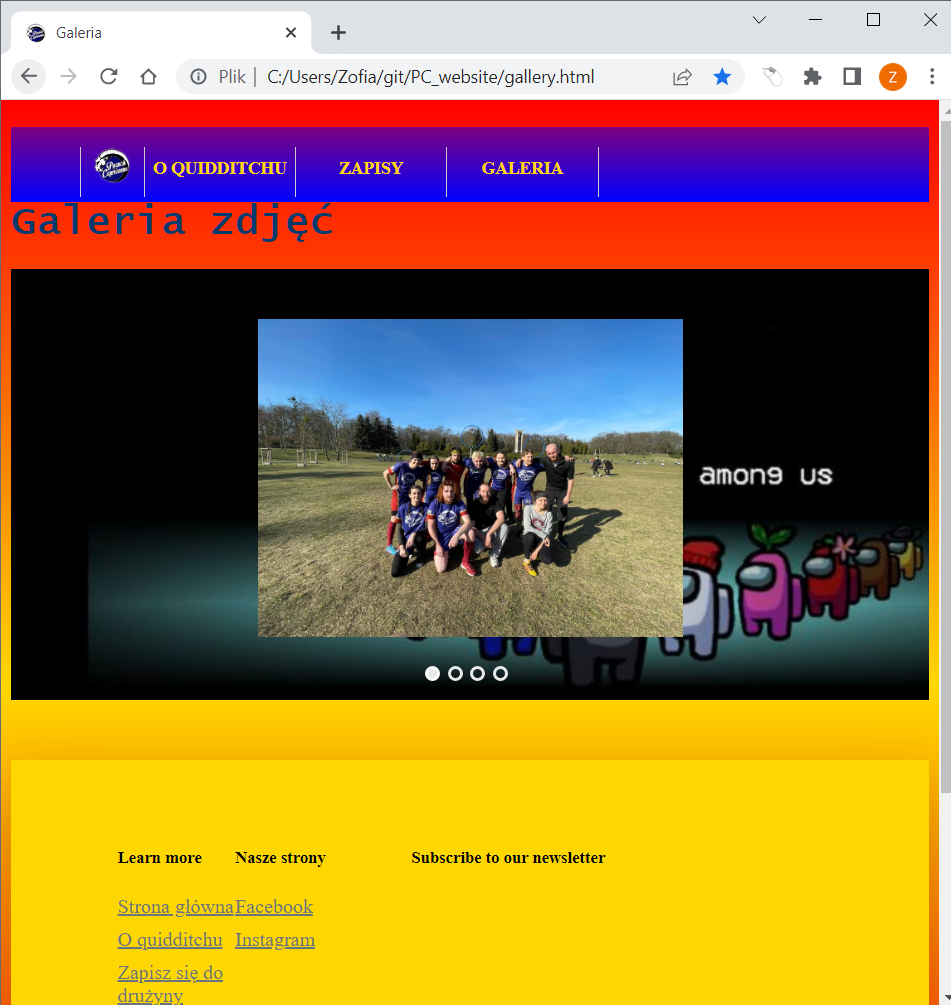 Galeria
Plik | C:/Users/Zofia/git/PC_website/gallery.html
Z
O QUIDDITCHU ZAPISY GALERIA
Galeria zdjęć
among us
Learn more Nasze strony Subscribe to our newsletter
Strona główna Facebook
O quidditchu Instagram
Zapisz się do
drużyny